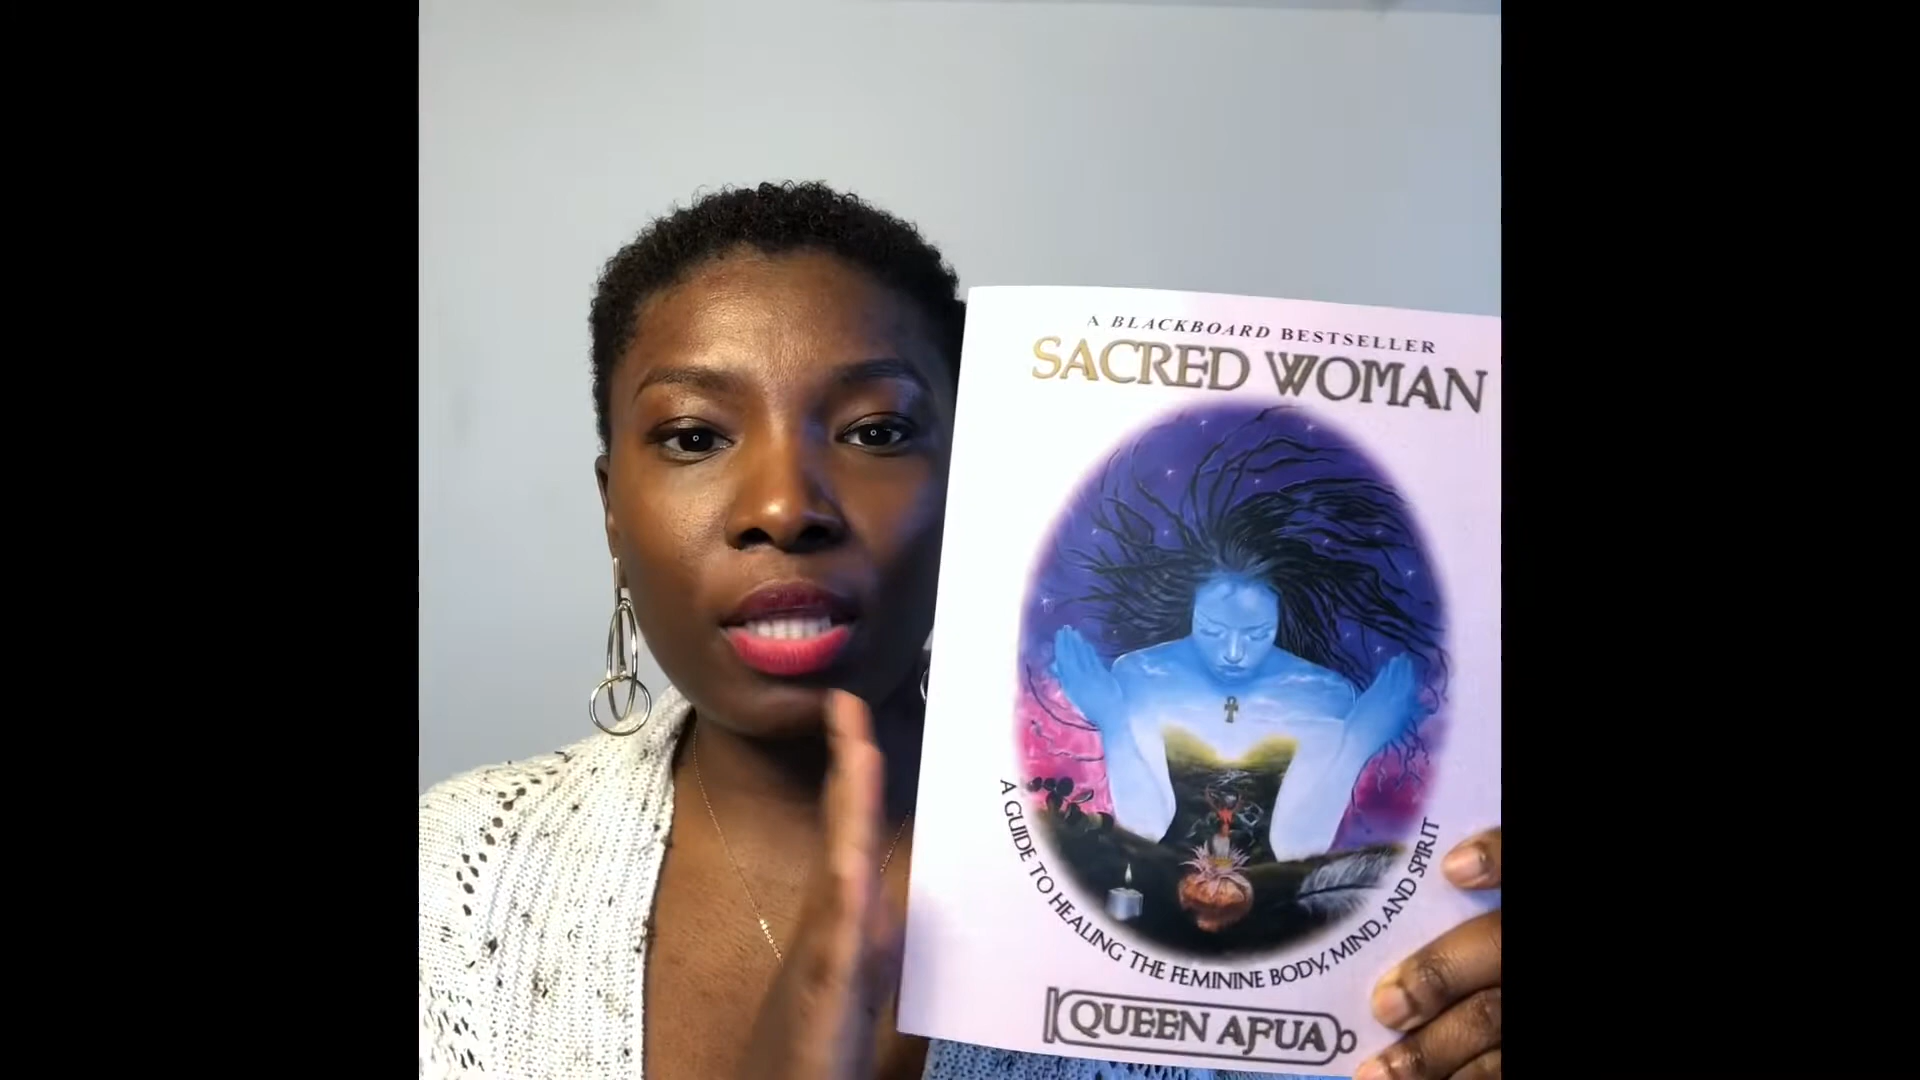 A BLACKBOARD BESTSELLER
SACRED WOMAN
A GUIDE TO HEALING THE FEMININE BODY, MIND, AND SPIRIT
QUEEN AFUA